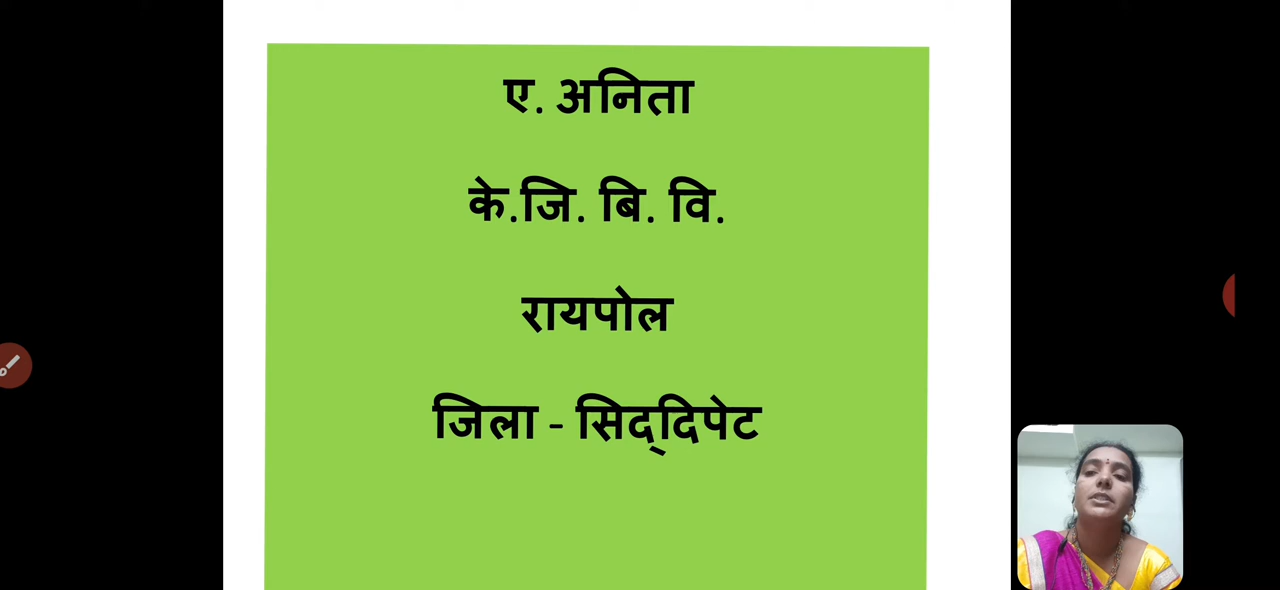 ए. अनिता
के.जि. बि. वि.
रायपोल
जिला - सिद्दिपेट